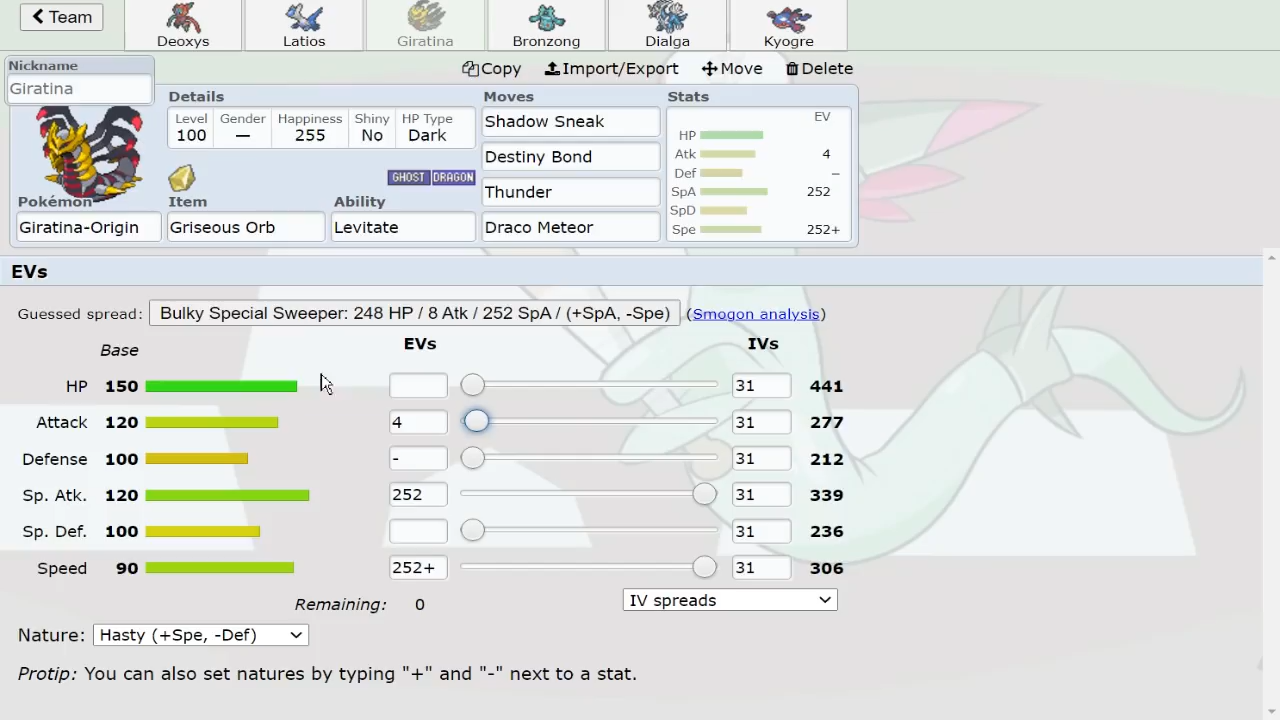 Team
Deoxys Latios Giratina Bronzong Dialga Kyogre
Copy Import/Export Move Delete
Nickname
Giratina
Details
Level Gender Happiness Shiny HP Type
100 — 255 No Dark
GHOST DRAGON
Pokémon Item Ability
Giratina-Origin Griseous Orb Levitate
Moves
Shadow Sneak
Destiny Bond
Thunder
Draco Meteor
Stats
EV
HP
Atk 4
Def –
SpA 252
SpD
Spe 252+
EVs
Guessed spread: Bulky Special Sweeper: 248 HP / 8 Atk / 252 SpA / (+SpA, -Spe) (Smogon analysis)
Base EVs IVs
HP 150 31 441
Attack 120 4 31 277
Defense 100 - 31 212
Sp. Atk. 120 252 31 339
Sp. Def. 100 31 236
Speed 90 252+ 31 306
Remaining: 0 IV spreads
Nature: Hasty (+Spe, -Def)
Protip: You can also set natures by typing "+" and "-" next to a stat.